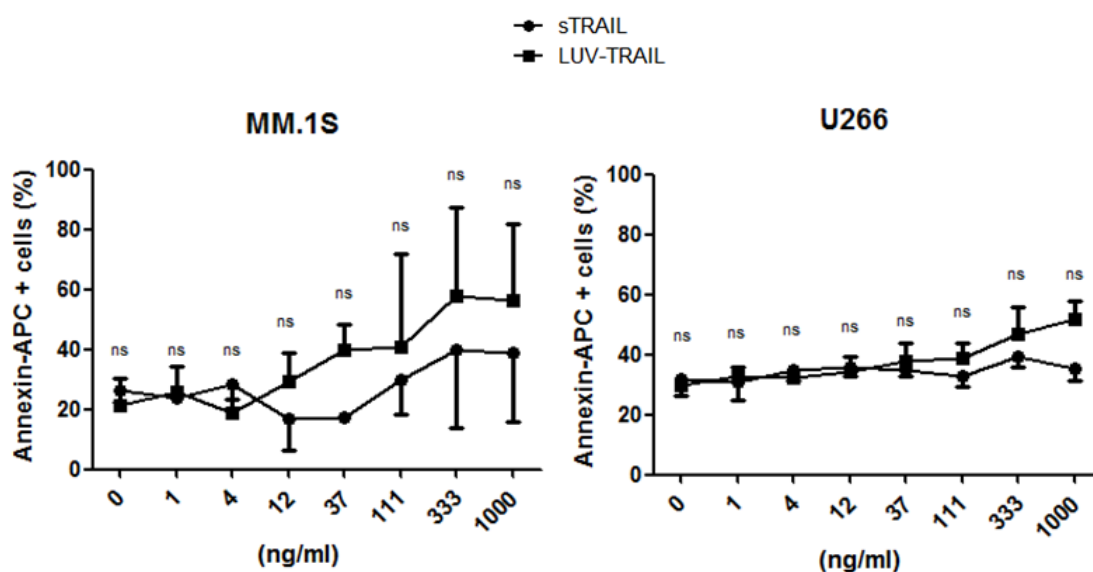 sTRAIL
LUV-TRAIL
MM.1S
Annexin-APC + cells (%)
100
80
60
40
20
0
ns
ns
ns
ns
ns
ns
ns
ns
0
1
4
12
37
111
333
1000
(ng/ml)
U266
Annexin-APC + cells (%)
100
80
60
40
20
0
ns
ns
ns
ns
ns
ns
ns
ns
0
1
4
12
37
111
333
1000
(ng/ml)